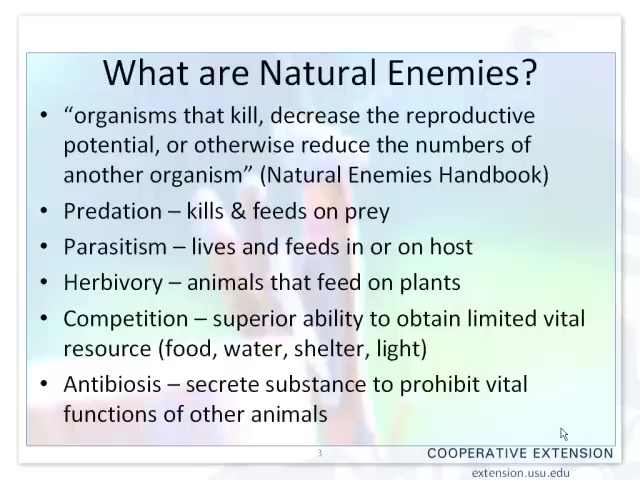 What are Natural Enemies?
• “organisms that kill, decrease the reproductive
potential, or otherwise reduce the numbers of
another organism” (Natural Enemies Handbook)
• Predation – kills & feeds on prey
• Parasitism – lives and feeds in or on host
• Herbivory – animals that feed on plants
• Competition – superior ability to obtain limited vital
resource (food, water, shelter, light)
• Antibiosis – secrete substance to prohibit vital
functions of other animals
3
COOPERATIVE EXTENSION
extension.usu.edu